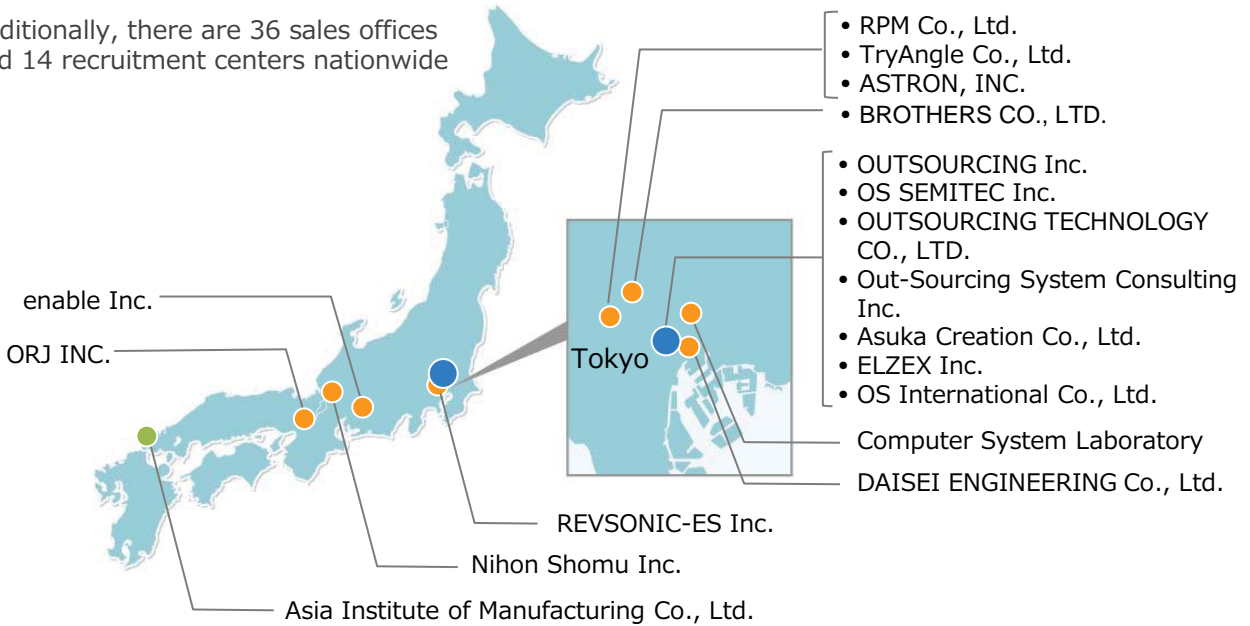 ditionally, there are 36 sales offices
d 14 recruitment centers nationwide
• RPM Co., Ltd.
• TryAngle Co., Ltd.
• ASTRON, INC.
• BROTHERS CO., LTD.
• OUTSOURCING Inc.
• OS SEMITEC Inc.
• OUTSOURCING TECHNOLOGY
CO., LTD.
• Out-Sourcing System Consulting
Inc.
• Asuka Creation Co., Ltd.
• ELZEX Inc.
• OS International Co., Ltd.
enable Inc.
ORJ INC.
Tokyo
Computer System Laboratory
DAISEI ENGINEERING Co., Ltd.
REVSONIC-ES Inc.
Nihon Shomu Inc.
Asia Institute of Manufacturing Co., Ltd.